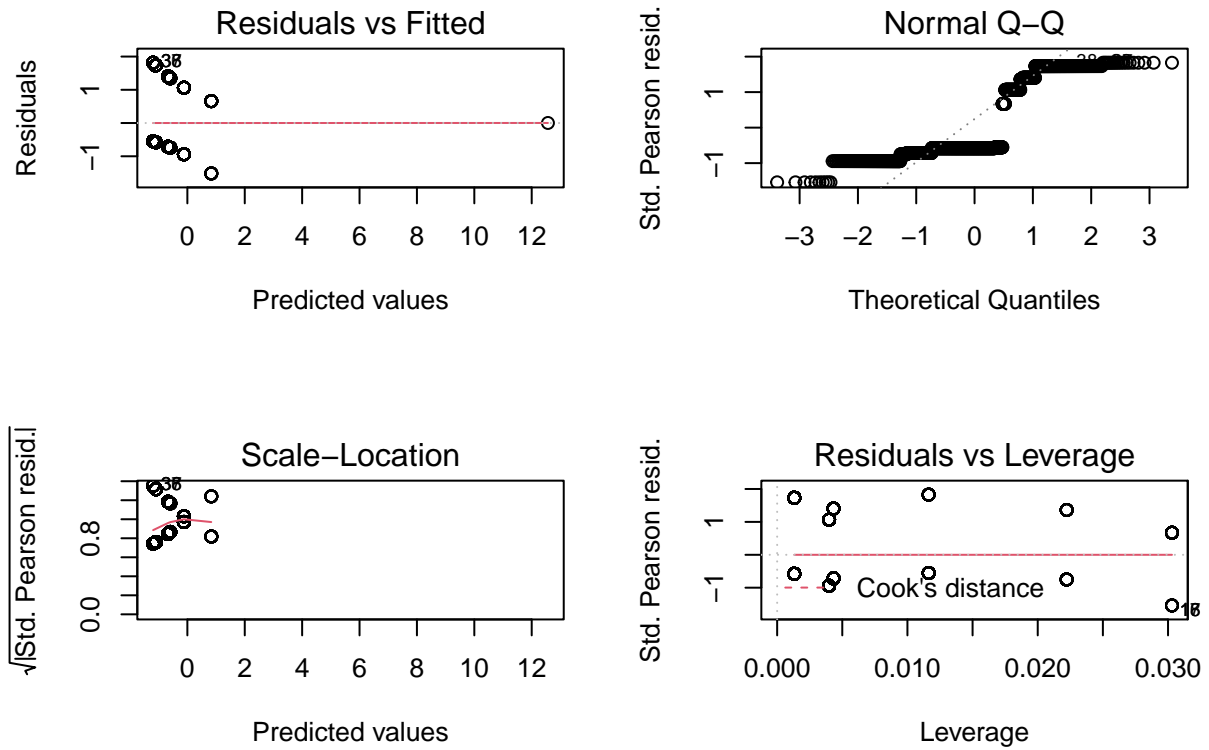 Residuals vs Fitted
Residuals
1
−1
0 2 4 6 8 10 12
Predicted values
Normal Q−Q
Std. Pearson resid.
1
−1
−3 −2 −1 0 1 2 3
Theoretical Quantiles
Scale−Location
√|Std. Pearson resid.|
0.8
0.0
0 2 4 6 8 10 12
Predicted values
Residuals vs Leverage
Std. Pearson resid.
1
−1
Cook's distance
0.000 0.010 0.020 0.030
Leverage